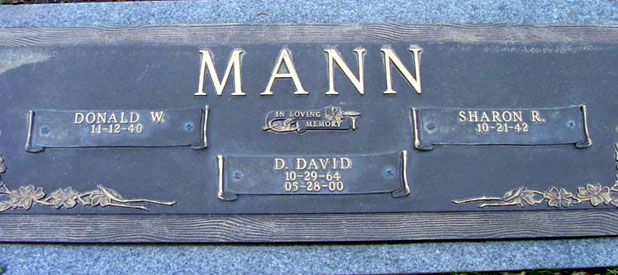 MANN
IN LOVING
MEMORY
DONALD W.
11-12-40
SHARON R.
10-21-42
D. DAVID
10-29-64
05-28-00